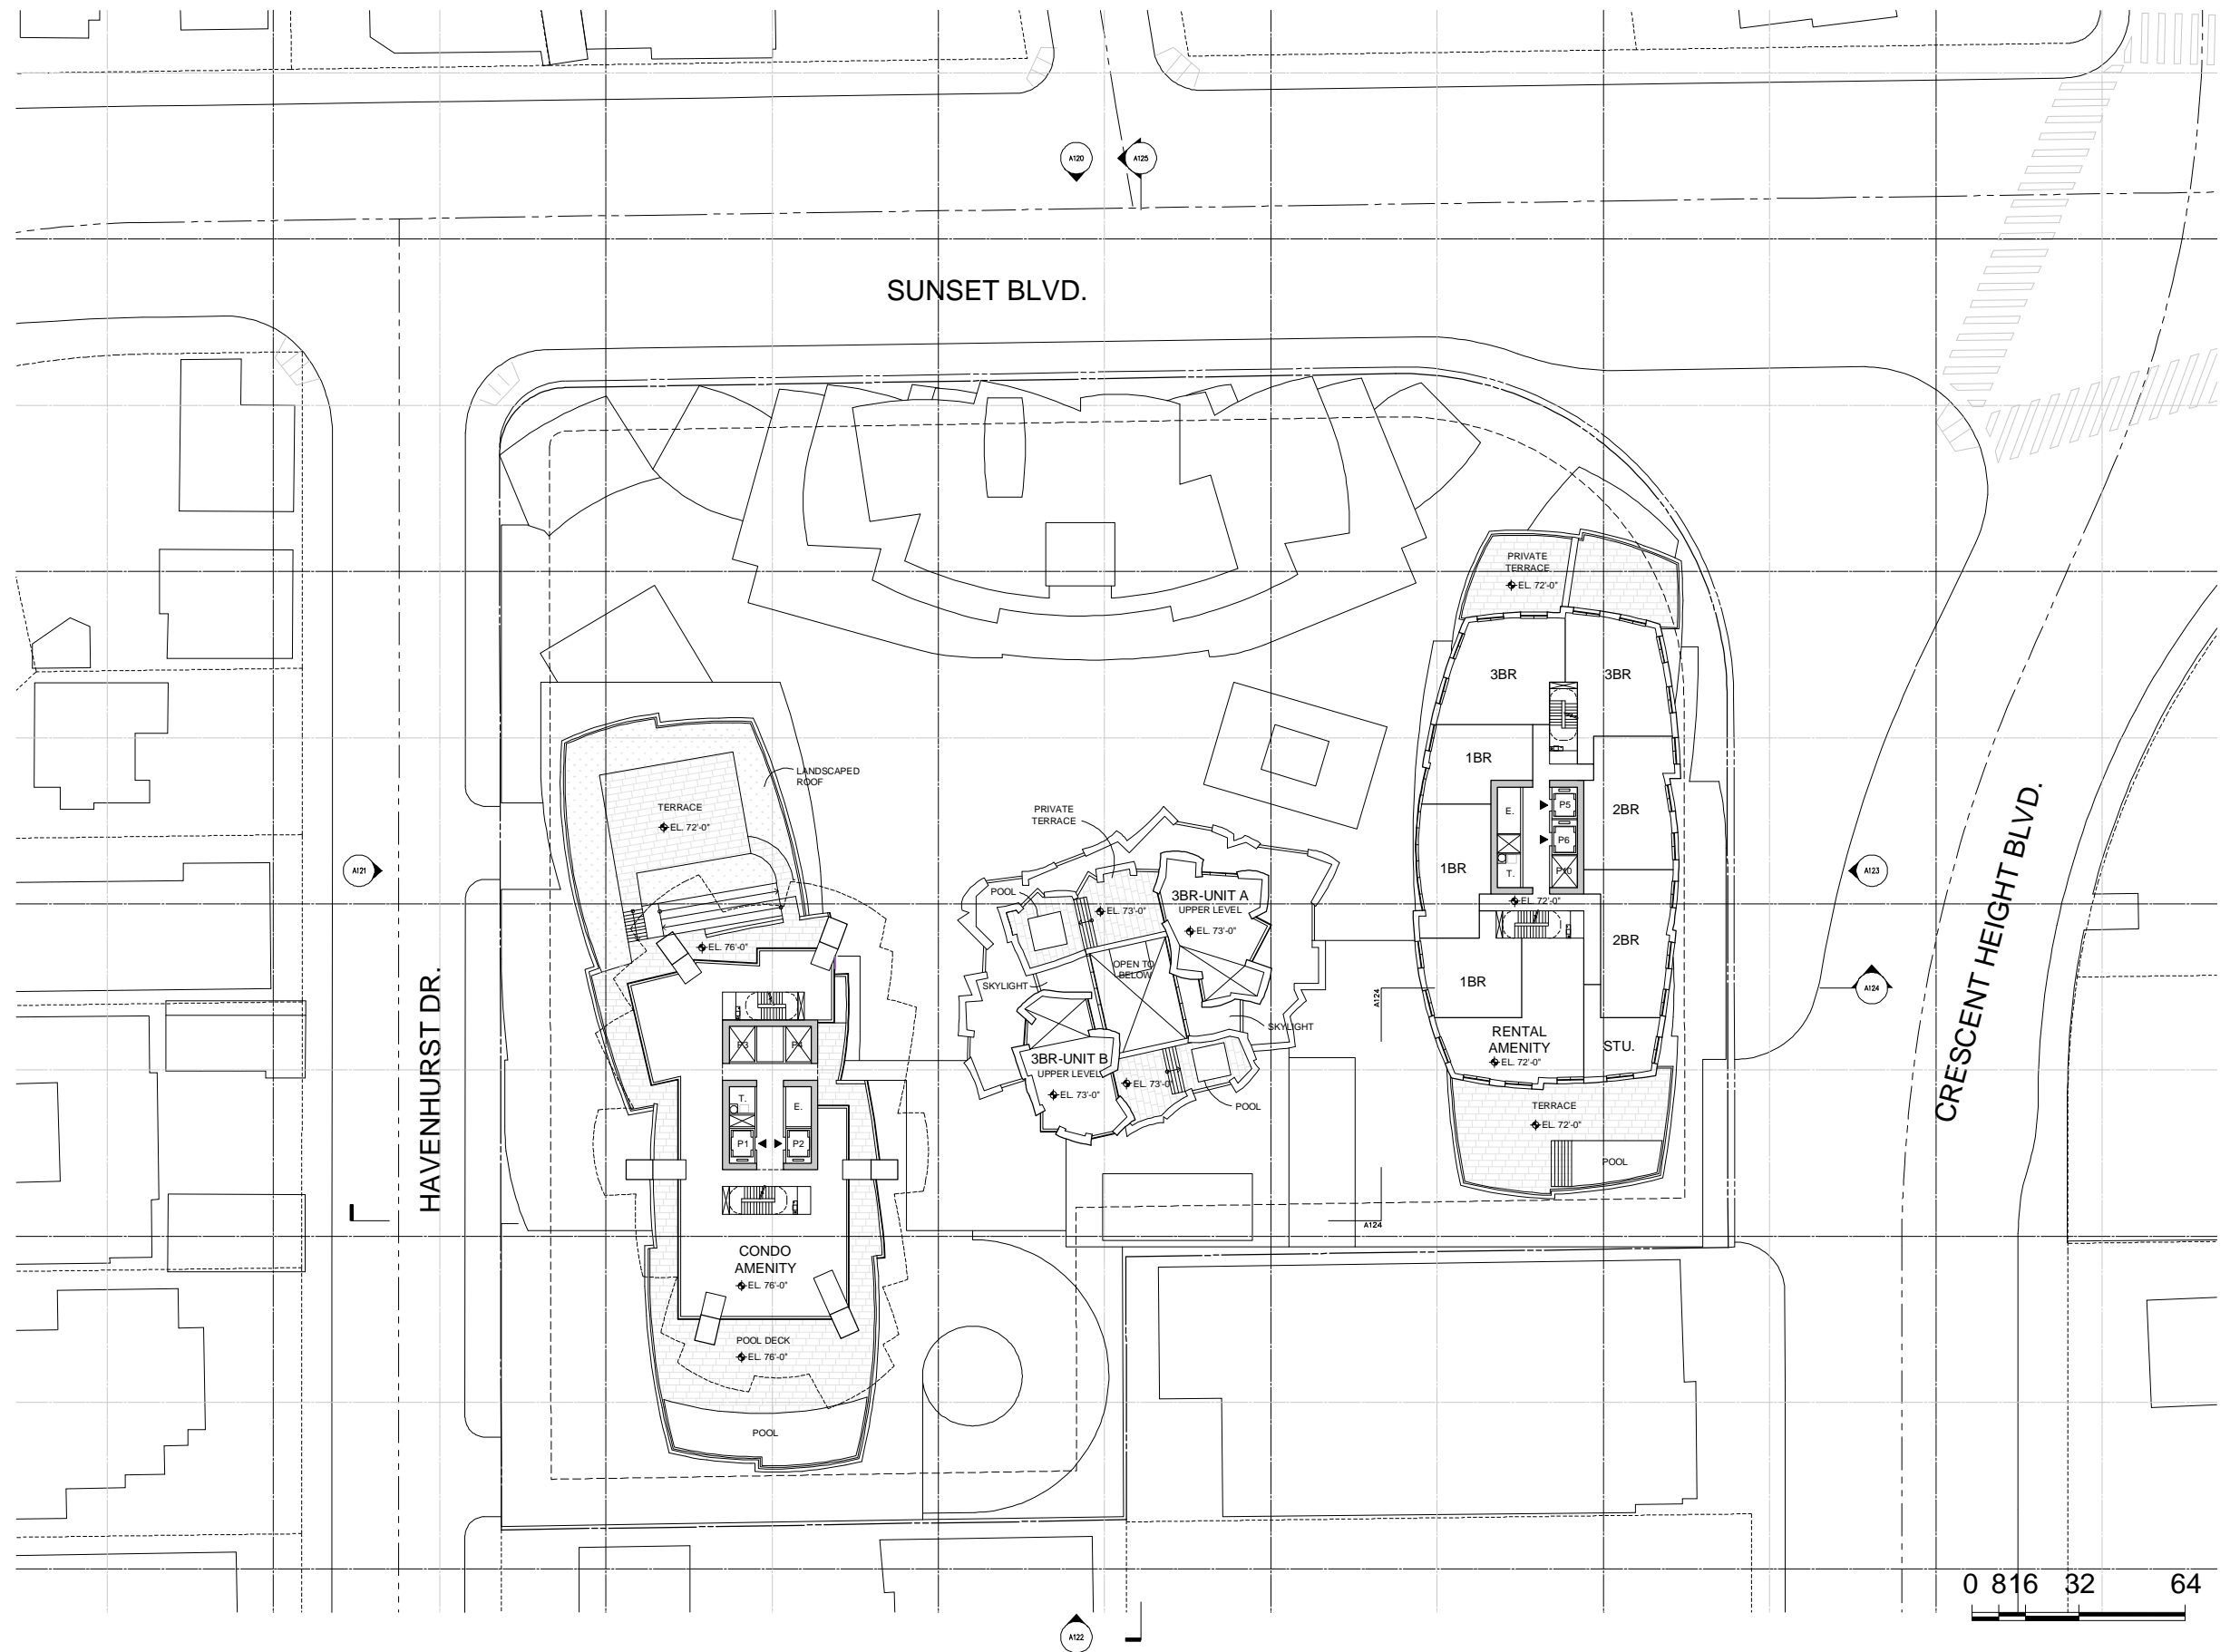 A120
A125
SUNSET BLVD.
PRIVATE
TERRACE
EL. 72'-0"
3BR
3BR
1BR
LANDSCAPED
ROOF
TERRACE
EL. 72'-0"
PRIVATE
TERRACE
E.
P5
2BR
P6
1BR
T.
P10
A121
A123
POOL
3BR-UNIT A
UPPER LEVEL
EL. 73'-0"
EL. 73'-0"
EL. 72'-0"
EL. 76'-0"
2BR
OPEN TO
BELOW
SKYLIGHT
1BR
A124
A124
SKYLIGHT
RENTAL
AMENITY
EL. 72'-0"
STU.
P3
P4
3BR-UNIT B
UPPER LEVEL
EL. 73'-0"
EL. 73'-0"
POOL
T.
E.
P1
P2
TERRACE
EL. 72'-0"
POOL
HAVENHURST DR.
CRESCENT HEIGHT BLVD.
A124
CONDO
AMENITY
EL. 76'-0"
POOL DECK
EL. 76'-0"
POOL
0 8 16 32 64
A122